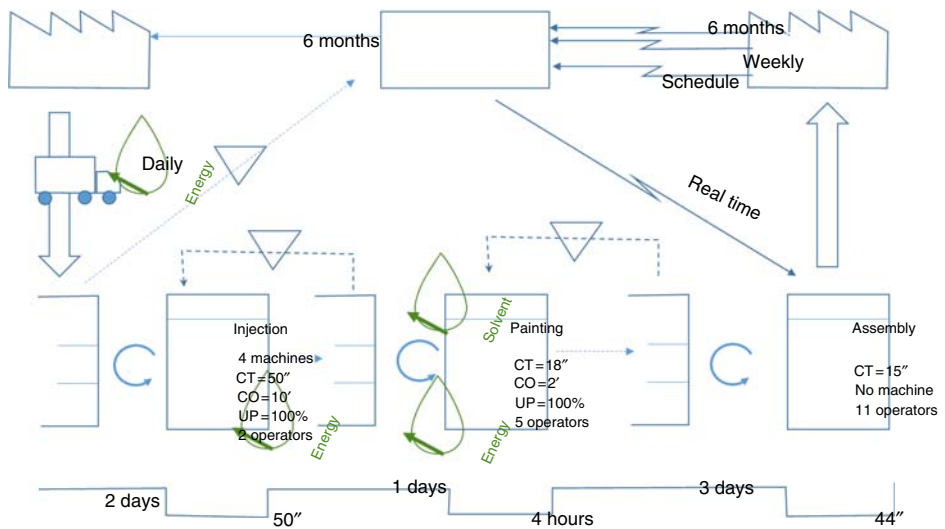 6 months
6 months
Weekly
Schedule
Daily
Energy
Real time
Injection
4 machines
CT=50″
CO=10′
UP=100%
2 operators
Energy
Solvent
Painting
CT=18″
CO=2′
UP=100%
5 operators
Energy
Assembly
CT=15″
No machine
11 operators
2 days
50″
1 days
4 hours
3 days
44″